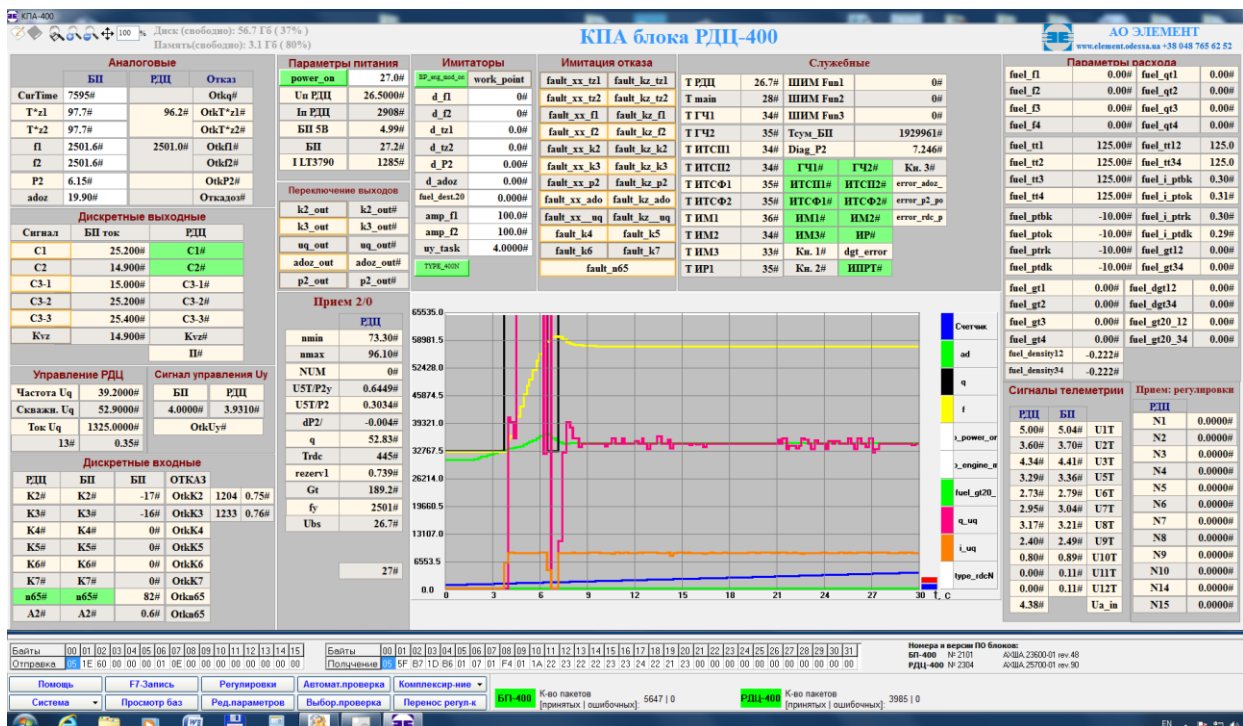 КПА-400
100 % Диск (свободно): 56.7 Гб ( 37% )
Память(свободно): 3.1 Гб ( 80%)
КПА блока РДЦ-400
АО ЭЛЕМЕНТ
www.element.odessa.ua +38 048 765 62 52
Аналоговые
БП РДЦ Отказ
CurTime 7595# Otkq#
T*z1 97.7# 96.2# OtkT*z1#
T*z2 97.7# OtkT*z2#
f1 2501.6# 2501.0# Otkf1#
f2 2501.6# Otkf2#
P2 6.15# OtkP2#
adoz 19.90# Откадоз#
Дискретные выходные
Сигнал БП ток РДЦ
C1 25.200# C1#
C2 14.900# C2#
C3-1 15.000# C3-1#
C3-2 25.200# C3-2#
C3-3 25.400# C3-3#
Kvz 14.900# Kvz#
П#
Управление РДЦ
Частота Uq 39.2000#
Скважн. Uq 52.9000#
Ток Uq 1325.0000#
13# 0.35#
Сигнал управления Uy
БП РДЦ
4.0000# 3.9310#
OtkUy#
Дискретные входные
РДЦ БП БП ОТКАЗ
K2# K2# -17# OtkK2 1204 0.75#
K3# K3# -16# OtkK3 1233 0.76#
K4# K4# 0# OtkK4
K5# K5# 0# OtkK5
K6# K6# 0# OtkK6
K7# K7# 0# OtkK7
n65# n65# 82# Otkn65
A2# A2# 0.6# Otkn65
Параметры питания
power_on 27.0#
Uп РДЦ 26.5000#
Iп РДЦ 2908#
БП 5В 4.99#
БП 27.2#
I LT3790 1285#
Переключение выходов
k2_out k2_out#
k3_out k3_out#
uq_out uq_out#
adoz_out adoz_out#
p2_out p2_out#
Прием 2/0
РДЦ
nmin 73.30#
nmax 96.10#
NUM 0#
U5T/P2y 0.6449#
U5T/P2 0.3034#
dP2/ -0.004#
q 52.83#
Trdc 445#
rezerv1 0.739#
Gt 189.2#
fy 2501#
Ubs 26.7#
27#
Имитаторы
BP_eng_mod_on work_point
d_f1 0#
d_f2 0#
d_tz1 0.0#
d_tz2 0.0#
d_P2 0.00#
d_adoz 0.00#
fuel_dest.20 0.000#
amp_f1 100.0#
amp_f2 100.0#
uy_task 4.0000#
TYPE_400N
Имитация отказа
fault_xx_tz1 fault_kz_tz1
fault_xx_tz2 fault_kz_tz2
fault_xx_f1 fault_kz_f1
fault_xx_f2 fault_kz_f2
fault_xx_k2 fault_kz_k2
fault_xx_k3 fault_kz_k3
fault_xx_p2 fault_kz_p2
fault_xx_ado fault_kz_ado
fault_xx__uq fault_kz__uq
fault_k4 fault_k5
fault_k6 fault_k7
fault_n65
Служебные
Т РДЦ 26.7# ШИМ Fun1 0#
T main 28# ШИМ Fun2 0#
Т ГЧ1 34# ШИМ Fun3 0#
Т ГЧ2 35# Tсум_БП 1929961#
Т ИТСП1 34# Diag_P2 7.246#
Т ИТСП2 34# ГЧ1# ГЧ2# Кн. 3#
Т ИТСФ1 35# ИТСП1# ИТСП2# error_adoz_
Т ИТСФ2 35# ИТСФ1# ИТСФ2# error_p2_po
Т ИМ1 36# ИМ1# ИМ2# error_rdc_p
Т ИМ2 34# ИМ3# ИР#
Т ИМ3 33# Кн. 1# dgt_error
Т ИР1 35# Кн. 2# ИПРТ#
Параметры расхода
fuel_f1 0.00# fuel_qt1 0.00#
fuel_f2 0.00# fuel_qt2 0.00#
fuel_f3 0.00# fuel_qt3 0.00#
fuel_f4 0.00# fuel_qt4 0.00#
fuel_tt1 125.00# fuel_tt12 125.0
fuel_tt2 125.00# fuel_tt34 125.0
fuel_tt3 125.00# fuel_i_ptbk 0.30#
fuel_tt4 125.00# fuel_i_ptok 0.31#
fuel_ptbk -10.00# fuel_i_ptrk 0.30#
fuel_ptok -10.00# fuel_i_ptdk 0.29#
fuel_ptrk -10.00# fuel_gt12 0.00#
fuel_ptdk -10.00# fuel_gt34 0.00#
fuel_gt1 0.00# fuel_dgt12 0.00#
fuel_gt2 0.00# fuel_dgt34 0.00#
fuel_gt3 0.00# fuel_gt20_12 0.00#
fuel_gt4 0.00# fuel_gt20_34 0.00#
fuel_density12 -0.222#
fuel_density34 -0.222#
65535.0
58981.5
52428.0
45874.5
39321.0
32767.5
26214.0
19660.5
13107.0
6553.5
0.0
0 3 6 9 12 15 18 21 24 27 30 t, c
Счетчик
ad
q
f
o_power_or
o_engine_n
fuel_gt20_
q_uq
i_uq
type_rdcN
Сигналы телеметрии
РДЦ БП
5.00# 5.04# U1T
3.60# 3.70# U2T
4.34# 4.41# U3T
3.29# 3.36# U5T
2.73# 2.79# U6T
2.95# 3.04# U7T
3.17# 3.21# U8T
2.40# 2.49# U9T
0.80# 0.89# U10T
0.00# 0.11# U11T
0.00# 0.11# U12T
4.38# Ua_in
Прием: регулировки
РДЦ
N1 0.0000#
N2 0.0000#
N3 0.0000#
N4 0.0000#
N5 0.0000#
N6 0.0000#
N7 0.0000#
N8 0.0000#
N9 0.0000#
N10 0.0000#
N14 0.0000#
N15 0.0000#
Байты 00 01 02 03 04 05 06 07 08 09 10 11 12 13 14 15
Отправка 05 1E 60 00 00 00 01 0E 00 00 00 00 00 00 00 00
Байты 00 01 02 03 04 05 06 07 08 09 10 11 12 13 14 15 16 17 18 19 20 21 22 23 24 25 26 27 28 29 30 31
Получение 05 5F B7 1D B6 01 07 01 F4 01 1A 22 23 22 22 23 23 24 22 21 23 00 00 00 00 00 00 00 00 00 00 00
Номера и версии ПО блоков:
БП-400 № 2101 АУША.23600-01 rev.48
РДЦ-400 № 2304 АУША.25700-01 rev.90
Помощь F7-Запись Регулировки Автомат.проверка Комплексир-ние
Система Просмотр баз Ред.параметров Выбор.проверка Перенос регул-к
БП-400 К-во пакетов [принятых | ошибочных]: 5647 | 0
РДЦ-400 К-во пакетов [принятых | ошибочных]: 3985 | 0
EN